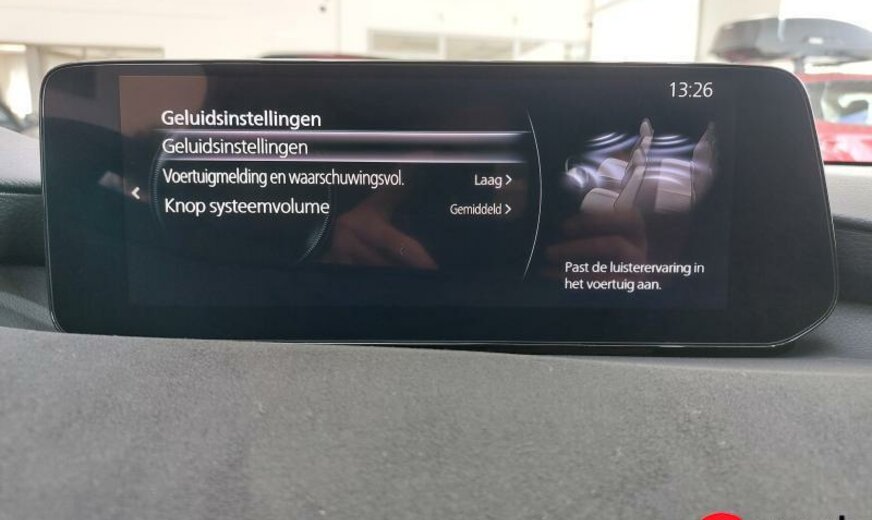 13:26
Geluidsinstellingen
Geluidsinstellingen
Voertuigmelding en waarschuwingsvol. Laag >
Knop systeemvolume Gemiddeld >
Past de luisterervaring in
het voertuig aan.